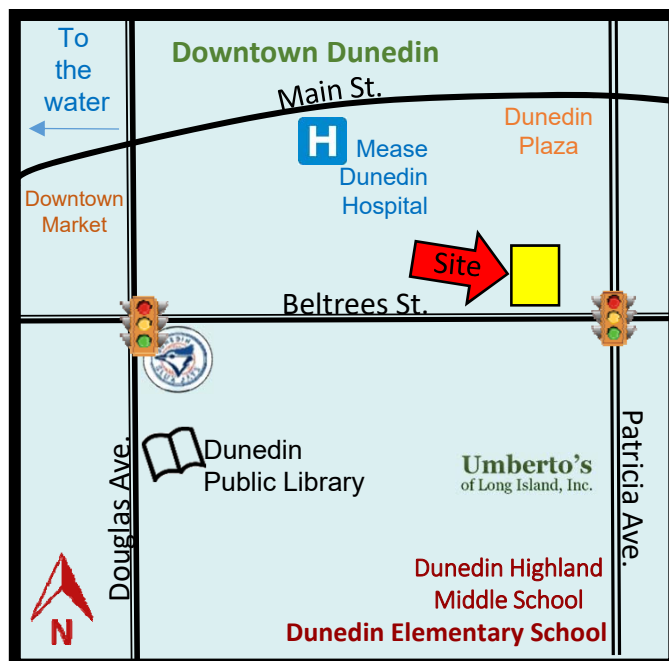 To
the
water
Downtown Dunedin
Main St.
H
Dunedin
Plaza
Mease
Dunedin
Hospital
Downtown
Market
Site
Beltrees St.
DUNEDIN
Dunedin
Public Library
Douglas Ave.
Patricia Ave.
Umberto's
of Long Island, Inc.
Dunedin Highland
Middle School
Dunedin Elementary School
N